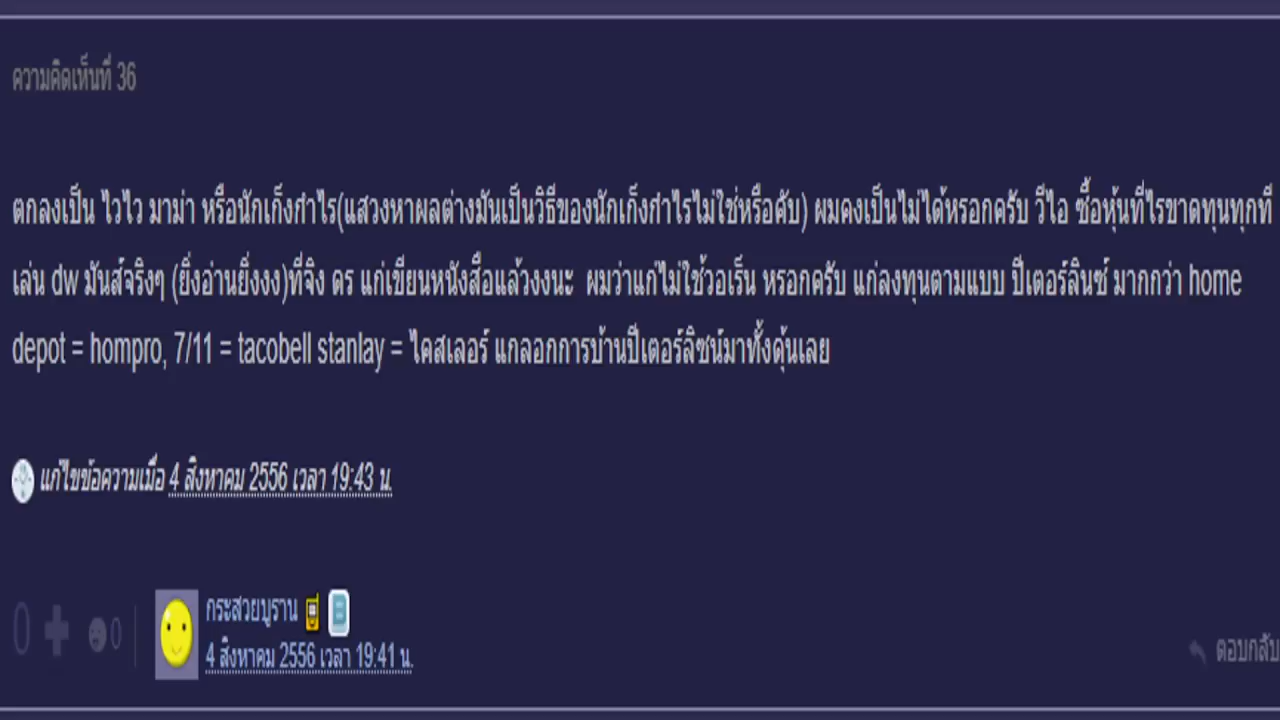 ความคิดเห็นที่ 36
ตกลงเป็น ไวไว มาม่า หรือนักเก็งกำไร(แสวงหาผลต่างมันเป็นวิธีของนักเก็งกำไรไม่ใช่หรือคับ) ผมคงเป็นไม่ได้หรอกครับ วีไอ ซื้อหุ้นที่ไรขาดทุนทุกที
เล่น dw มันส์จริงๆ (ยิ่งอ่านยิ่งงง)ที่จิง ดร แก่เขียนหนังสือแล้วงงนะ ผมว่าแก่ไม่ใช้วอเร็น หรอกครับ แก่ลงทุนตามแบบ ปีเตอร์ลินซ์ มากกว่า home
depot = hompro, 7/11 = tacobell stanlay = ไคสเลอร์ แกลอกการบ้านปีเตอร์ลิซน์มาทั้งดุ้นเลย
แก้ไขข้อความเมื่อ 4 สิงหาคม 2556 เวลา 19:43 น.
0 0
กระสวยบูราน
4 สิงหาคม 2556 เวลา 19:41 น.
ตอบกลับ